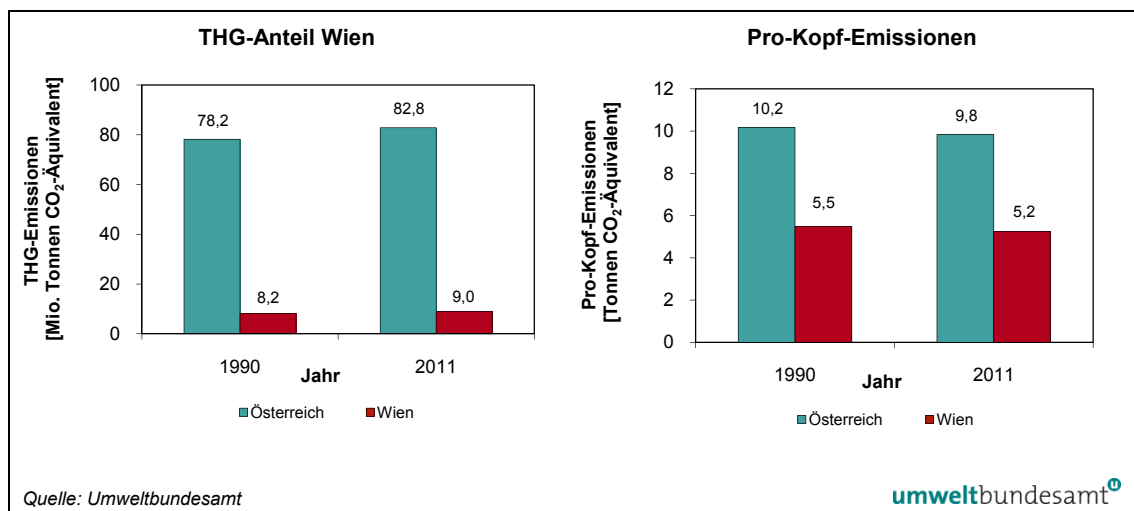 THG-Anteil Wien
THG-Emissionen
[Mio. Tonnen CO₂-Äquivalent]
100
80
60
40
20
0
78,2
8,2
82,8
9,0
1990
2011
Jahr
Österreich
Wien
Pro-Kopf-Emissionen
Pro-Kopf-Emissionen
[Tonnen CO₂-Äquivalent]
12
10
8
6
4
2
0
10,2
5,5
9,8
5,2
1990
2011
Jahr
Österreich
Wien
Quelle: Umweltbundesamt
umweltbundesamt ᵘ